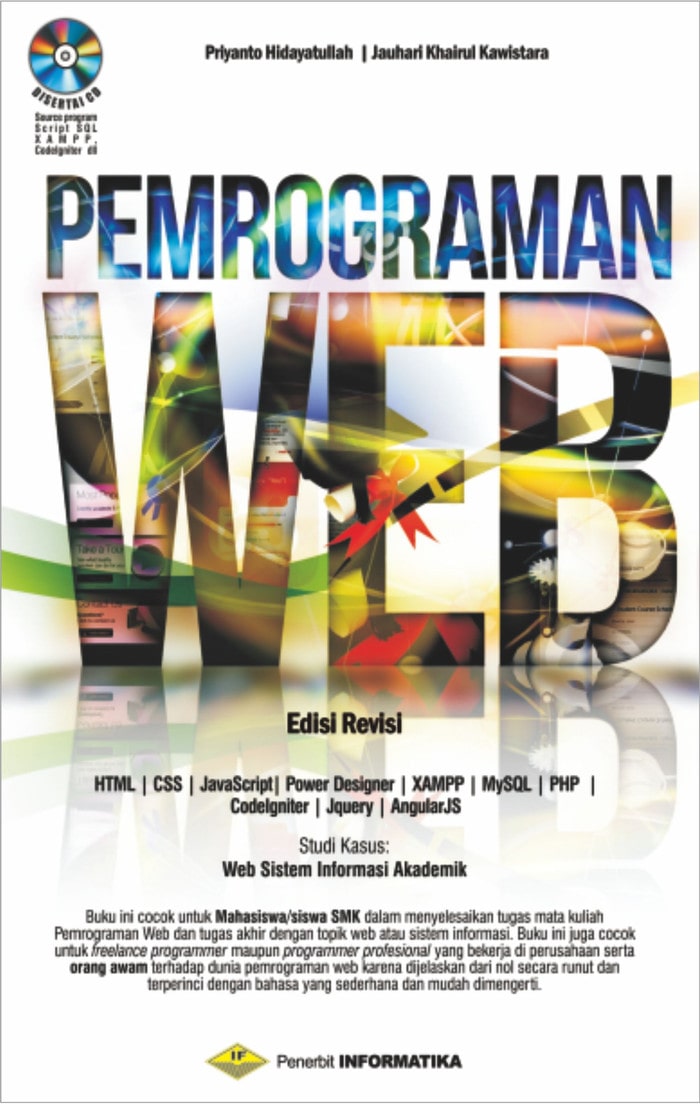 Priyanto Hidayatullah | Jauhari Khairul Kawistara
DISERTAI CD
Source program
Script SQL
XAMPP,
CodeIgniter dll
PEMROGRAMAN
WEB
Take a Tour
Edisi Revisi
HTML | CSS | JavaScript| Power Designer | XAMPP | MySQL | PHP |
CodeIgniter | Jquery | AngularJS
Studi Kasus:
Web Sistem Informasi Akademik
Buku ini cocok untuk Mahasiswa/siswa SMK dalam menyelesaikan tugas mata kuliah
Pemrograman Web dan tugas akhir dengan topik web atau sistem informasi. Buku ini juga cocok
untuk freelance programmer maupun programmer profesional yang bekerja di perusahaan serta
orang awam terhadap dunia pemrograman web karena dijelaskan dari nol secara runut dan
terperinci dengan bahasa yang sederhana dan mudah dimengerti.
IF
Penerbit INFORMATIKA